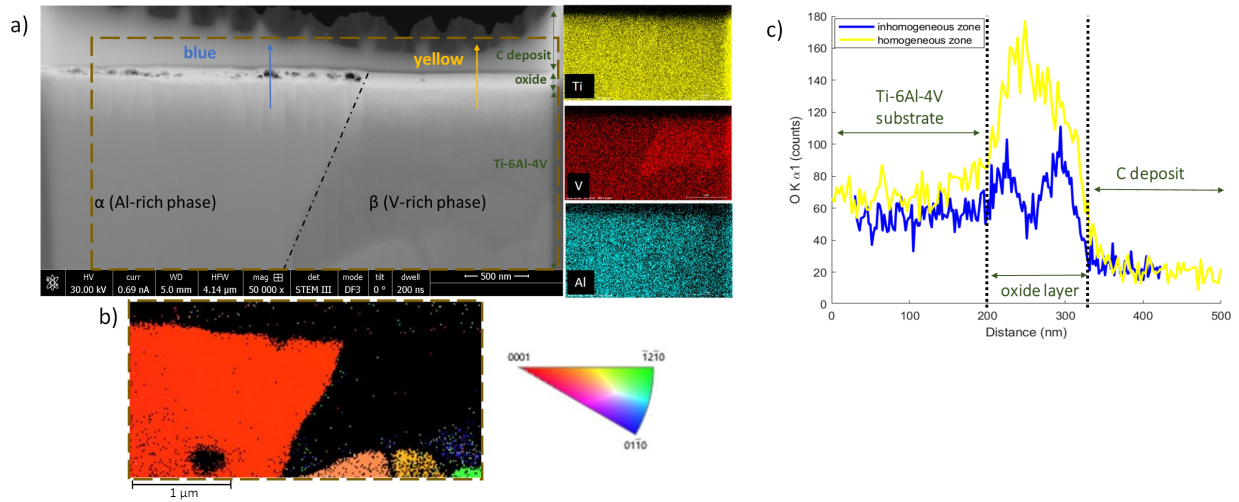 a)
blue
yellow
C deposit
oxide
Ti-6Al-4V
α (Al-rich phase)
β (V-rich phase)
HV curr WD HFW mag det mode tilt dwell
30.00 kV 0.69 nA 5.0 mm 4.14 µm 50 000 x STEM III DF3 0 ° 200 ns
500 nm
Ti
V
Al
b)
1 µm
0001
1̅21̅0
011̅0
c)
inhomogeneous zone
homogeneous zone
Ti-6Al-4V
substrate
C deposit
oxide layer
O K α1 (counts)
180
160
140
120
100
80
60
40
20
0
0 100 200 300 400 500
Distance (nm)